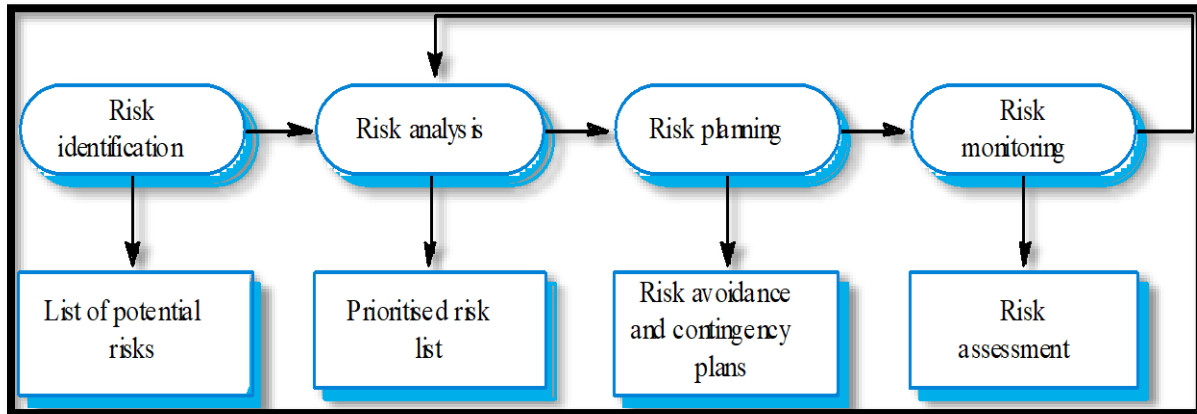 Risk
identification
Risk analysis
Risk planning
Risk
monitoring
List of potential
risks
Prioritised risk
list
Risk avoidance
and contingency
plans
Risk
assessment